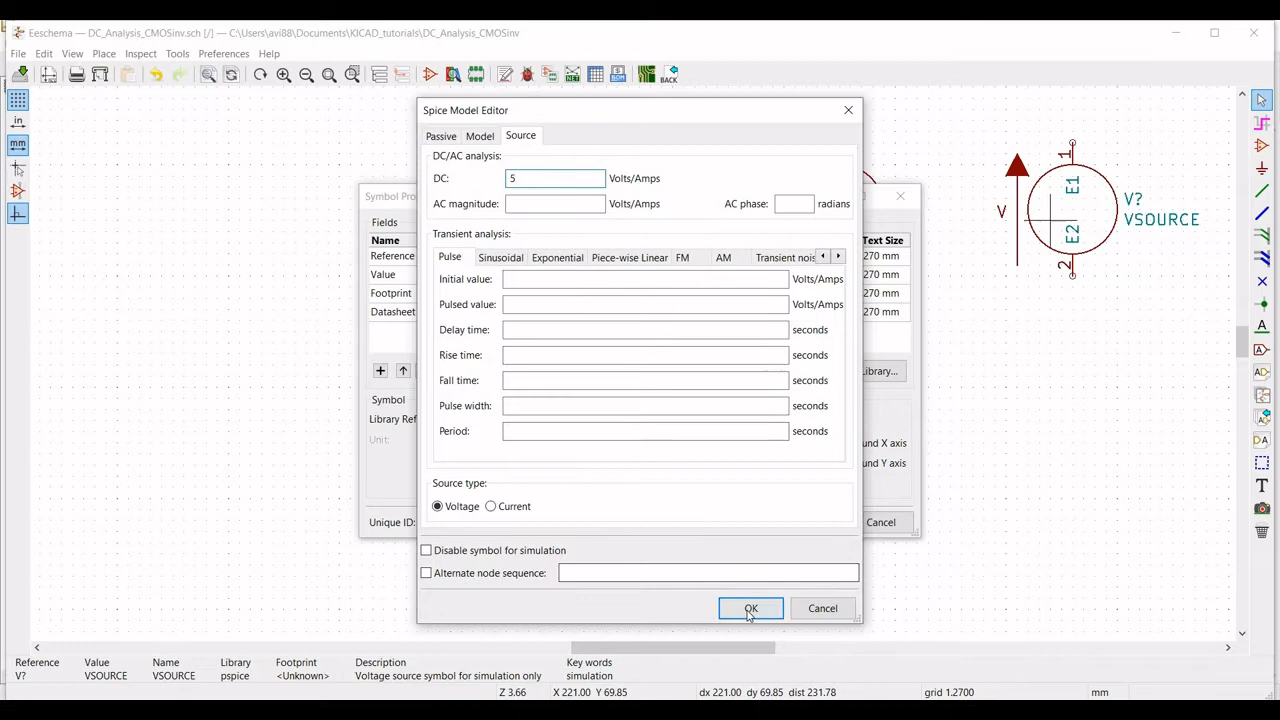 Eeschema — DC_Analysis_CMOSinv.sch [/] — C:\Users\avi88\Documents\KICAD_tutorials\DC_Analysis_CMOSinv
File Edit View Place Inspect Tools Preferences Help
BOM BACK
in
mm
Spice Model Editor
Passive Model Source
DC/AC analysis:
DC: 5 Volts/Amps
AC magnitude: Volts/Amps AC phase: radians
Transient analysis:
Pulse Sinusoidal Exponential Piece-wise Linear FM AM Transient nois
Initial value: Volts/Amps
Pulsed value: Volts/Amps
Delay time: seconds
Rise time: seconds
Fall time: seconds
Pulse width: seconds
Period: seconds
Source type:
Voltage Current
Disable symbol for simulation
Alternate node sequence:
OK Cancel
Symbol Pro
Fields
Name Text Size
Reference 270 mm
Value 270 mm
Footprint 270 mm
Datasheet 270 mm
Library...
Symbol
Library Ref
Unit:
und X axis
und Y axis
Unique ID: Cancel
1
V E1 V?
E2 VSOURCE
2
Reference Value Name Library Footprint Description Key words
V? VSOURCE VSOURCE pspice <Unknown> Voltage source symbol for simulation only simulation
Z 3.66 X 221.00 Y 69.85 dx 221.00 dy 69.85 dist 231.78 grid 1.2700 mm